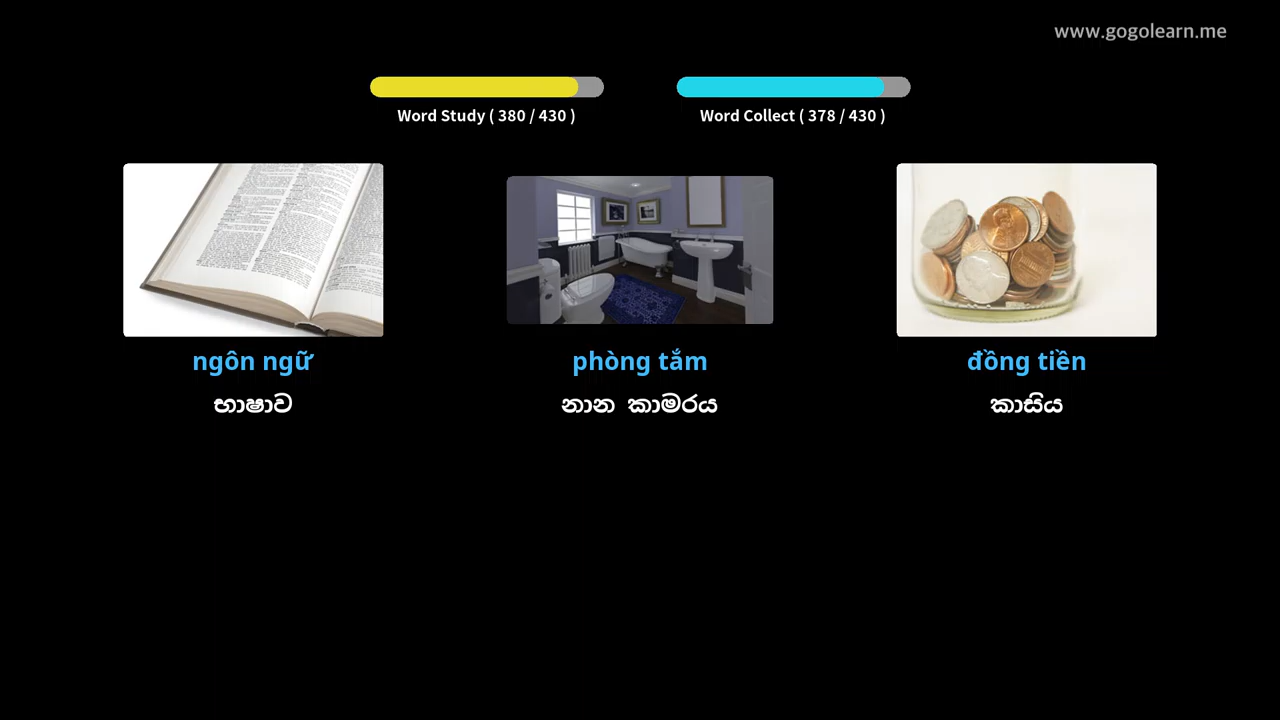 www.gogolearn.me
Word Study ( 380 / 430 )
Word Collect ( 378 / 430 )
ngôn ngữ
phòng tắm
đồng tiền
භාෂාව
නාන කාමරය
කාසිය